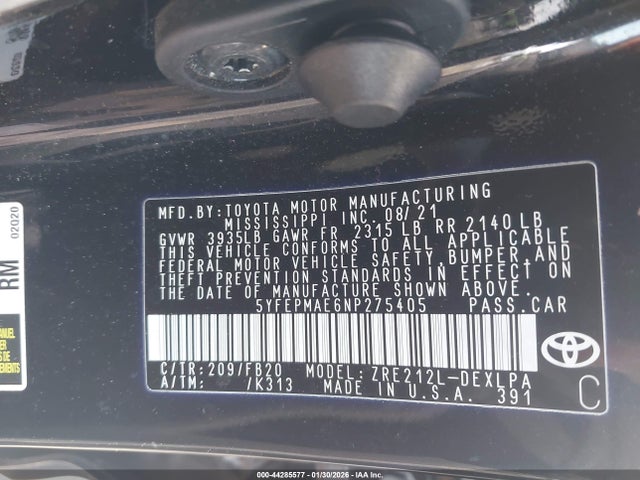 MFD.BY:TOYOTA MOTOR MANUFACTURING
MISSISSIPPI INC. 08/21
GVWR 3935LB GAWR FR 2315 LB RR 2140LB
THIS VEHICLE CONFORMS TO ALL APPLICABLE
FEDERAL MOTOR VEHICLE SAFETY, BUMPER, AND
THEFT PREVENTION STANDARDS IN EFFECT ON
THE DATE OF MANUFACTURE SHOWN ABOVE.
5YFEPMAE6NP275405 PASS.CAR
C/TR:209/FB20 MODEL: ZRE212L-DEXLPA
A/TM: /K313 MADE IN U.S.A. 391
C
RM
02020
000-44285577 - 01/30/2026 - IAA Inc.